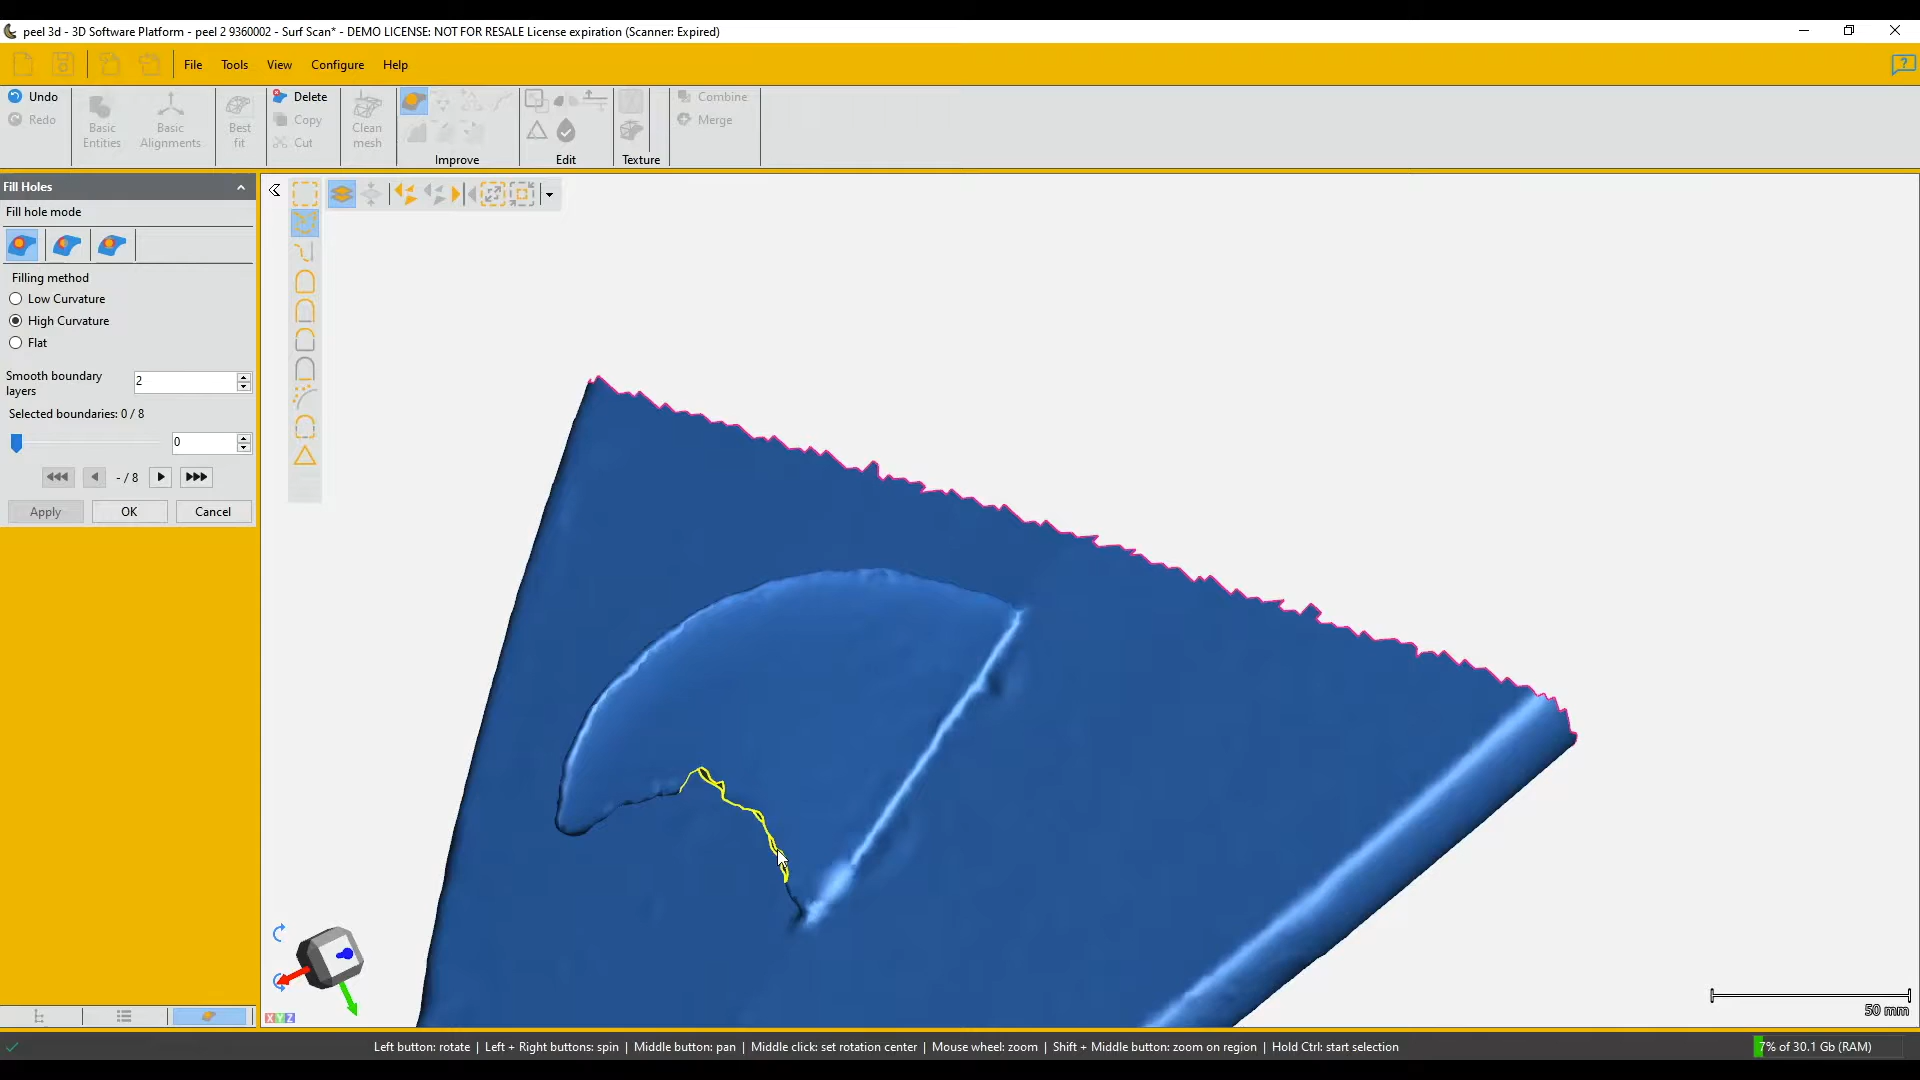 peel 3d - 3D Software Platform - peel 2 9360002 - Surf Scan* - DEMO LICENSE: NOT FOR RESALE License expiration (Scanner: Expired)
File Tools View Configure Help
Undo
Redo
Basic Entities
Basic Alignments
Best fit
Delete
Copy
Cut
Clean mesh
Improve
Edit
Texture
Combine
Merge
Fill Holes
Fill hole mode
Filling method
Low Curvature
High Curvature
Flat
Smooth boundary layers
2
Selected boundaries: 0 / 8
0
- / 8
Apply OK Cancel
X Y Z
50 mm
Left button: rotate | Left + Right buttons: spin | Middle button: pan | Middle click: set rotation center | Mouse wheel: zoom | Shift + Middle button: zoom on region | Hold Ctrl: start selection
7% of 30.1 Gb (RAM)